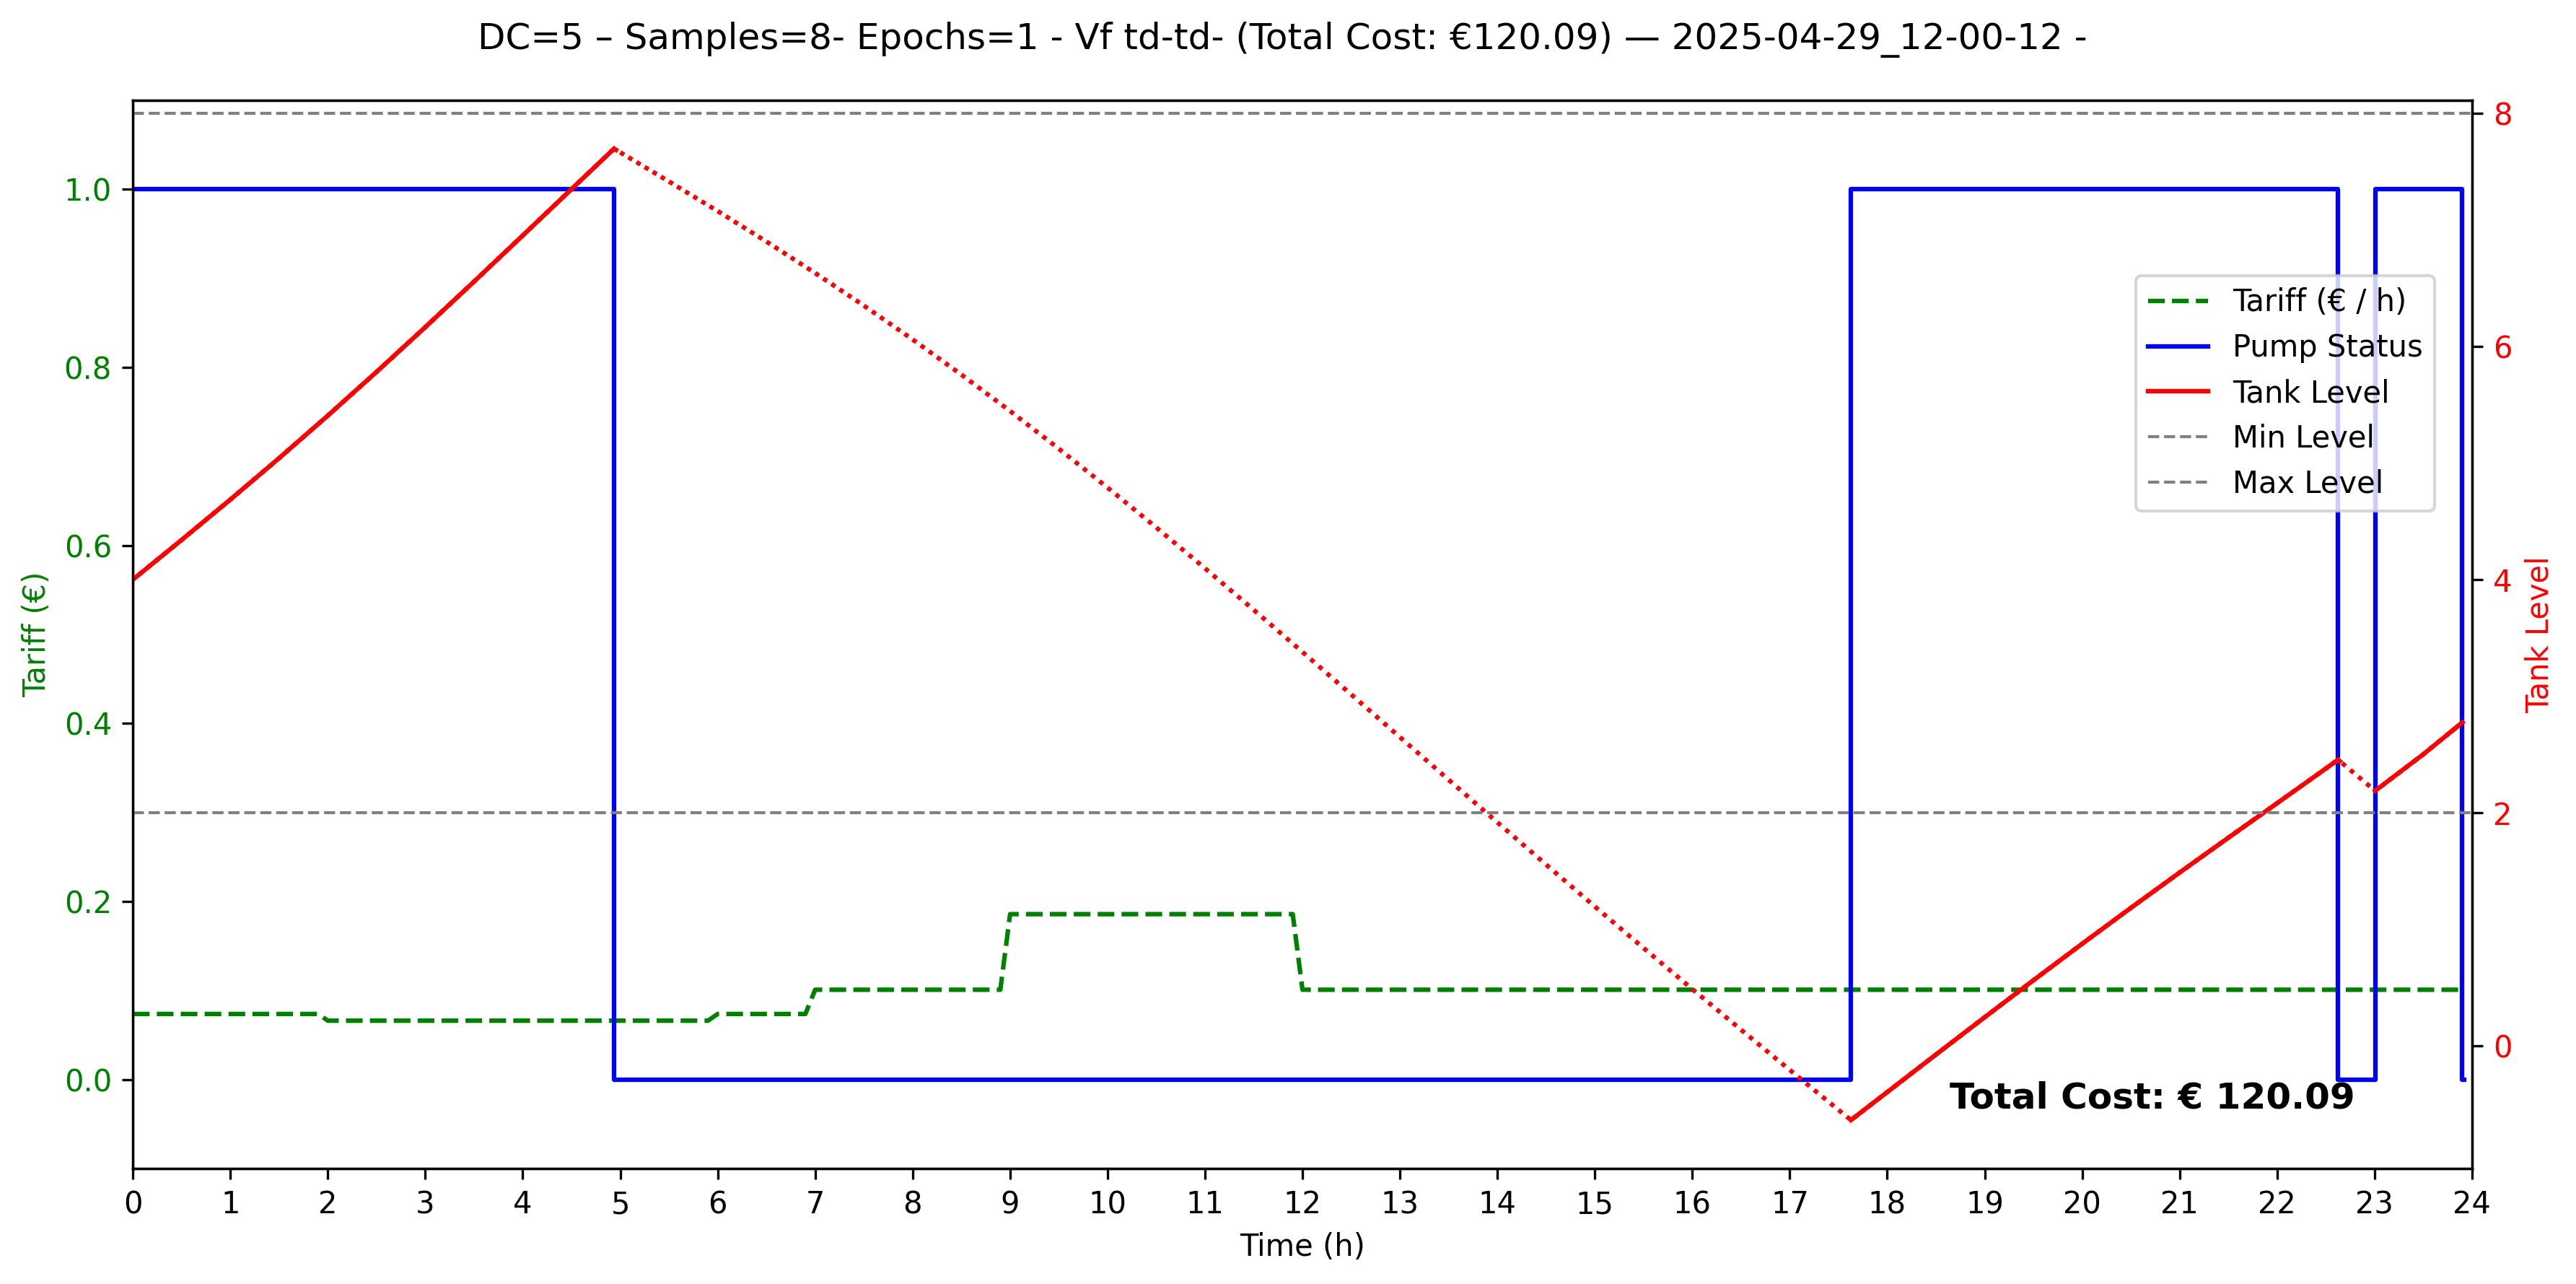 DC=5 – Samples=8- Epochs=1 - Vf td-td- (Total Cost: €120.09) — 2025-04-29_12-00-12 -
Tariff (€)
1.0
0.8
0.6
0.4
0.2
0.0
Tariff (€ / h)
Pump Status
Tank Level
Min Level
Max Level
Total Cost: € 120.09
8
6
4
2
0
Tank Level
0 1 2 3 4 5 6 7 8 9 10 11 12 13 14 15 16 17 18 19 20 21 22 23 24
Time (h)